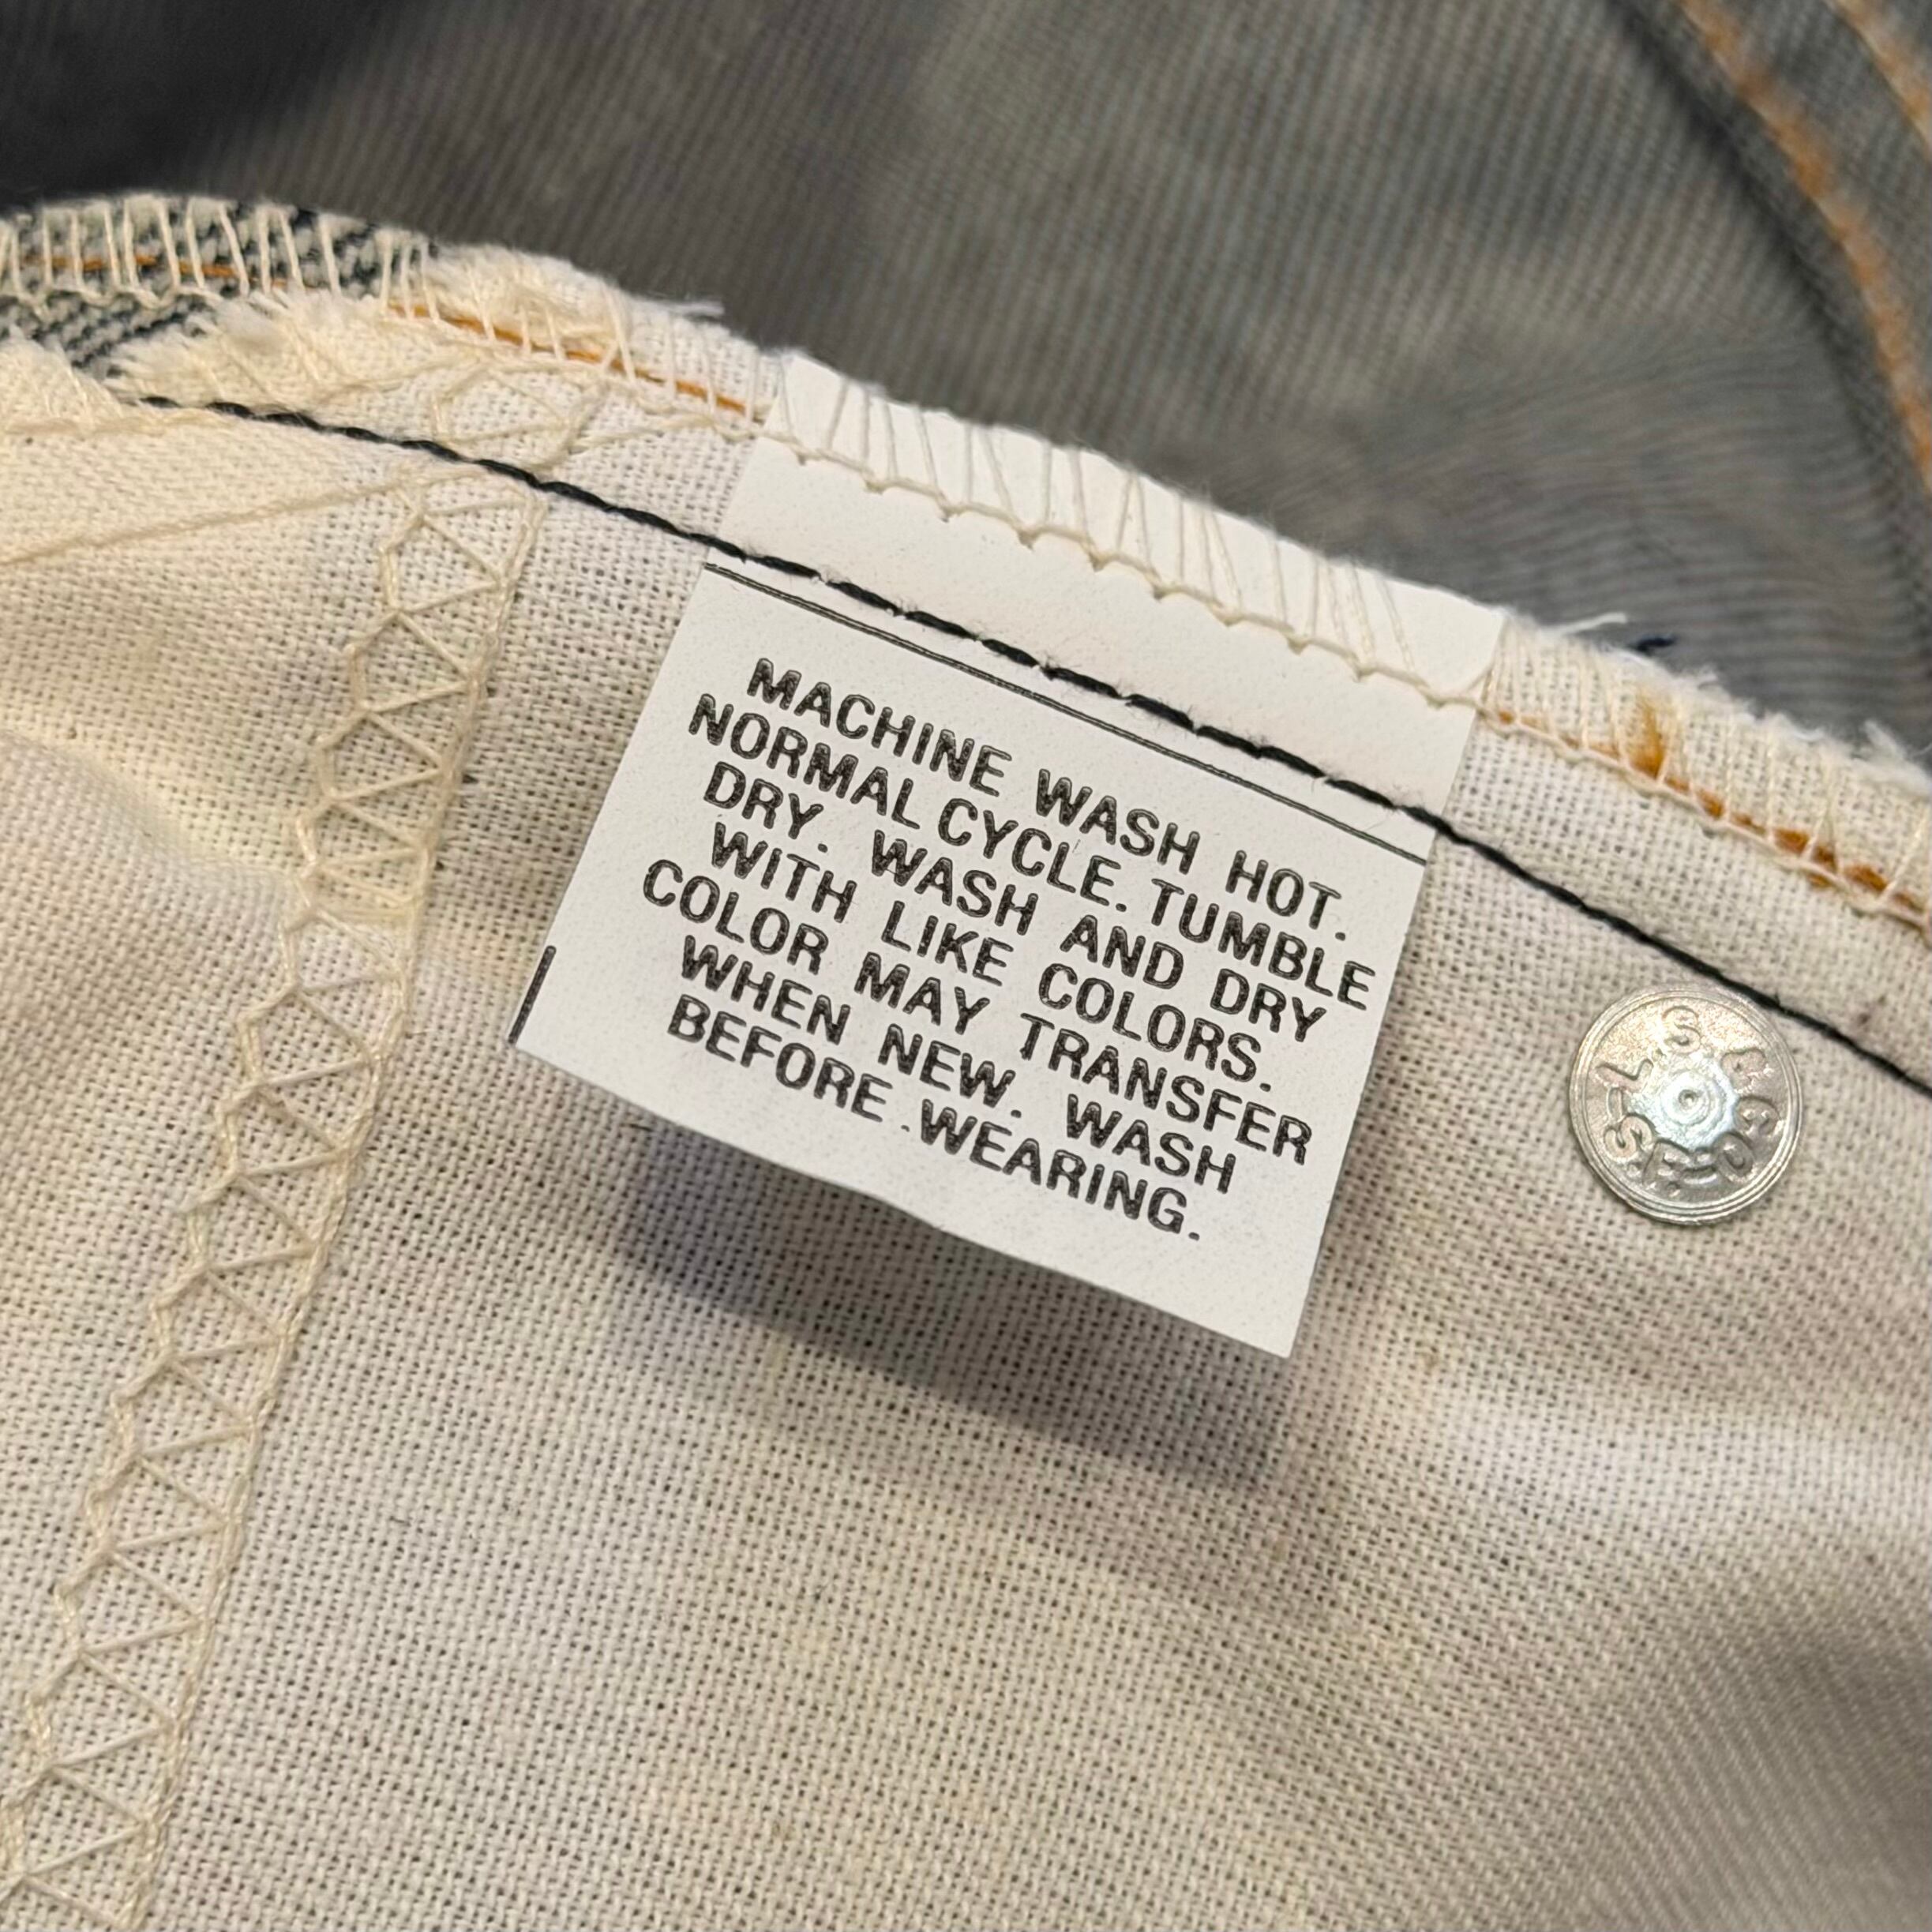 MACHINE WASH HOT.
NORMAL CYCLE. TUMBLE
DRY. WASH AND DRY
WITH LIKE COLORS.
COLOR MAY TRANSFER
WHEN NEW. WASH
BEFORE WEARING.
L.S. & CO. S.F.